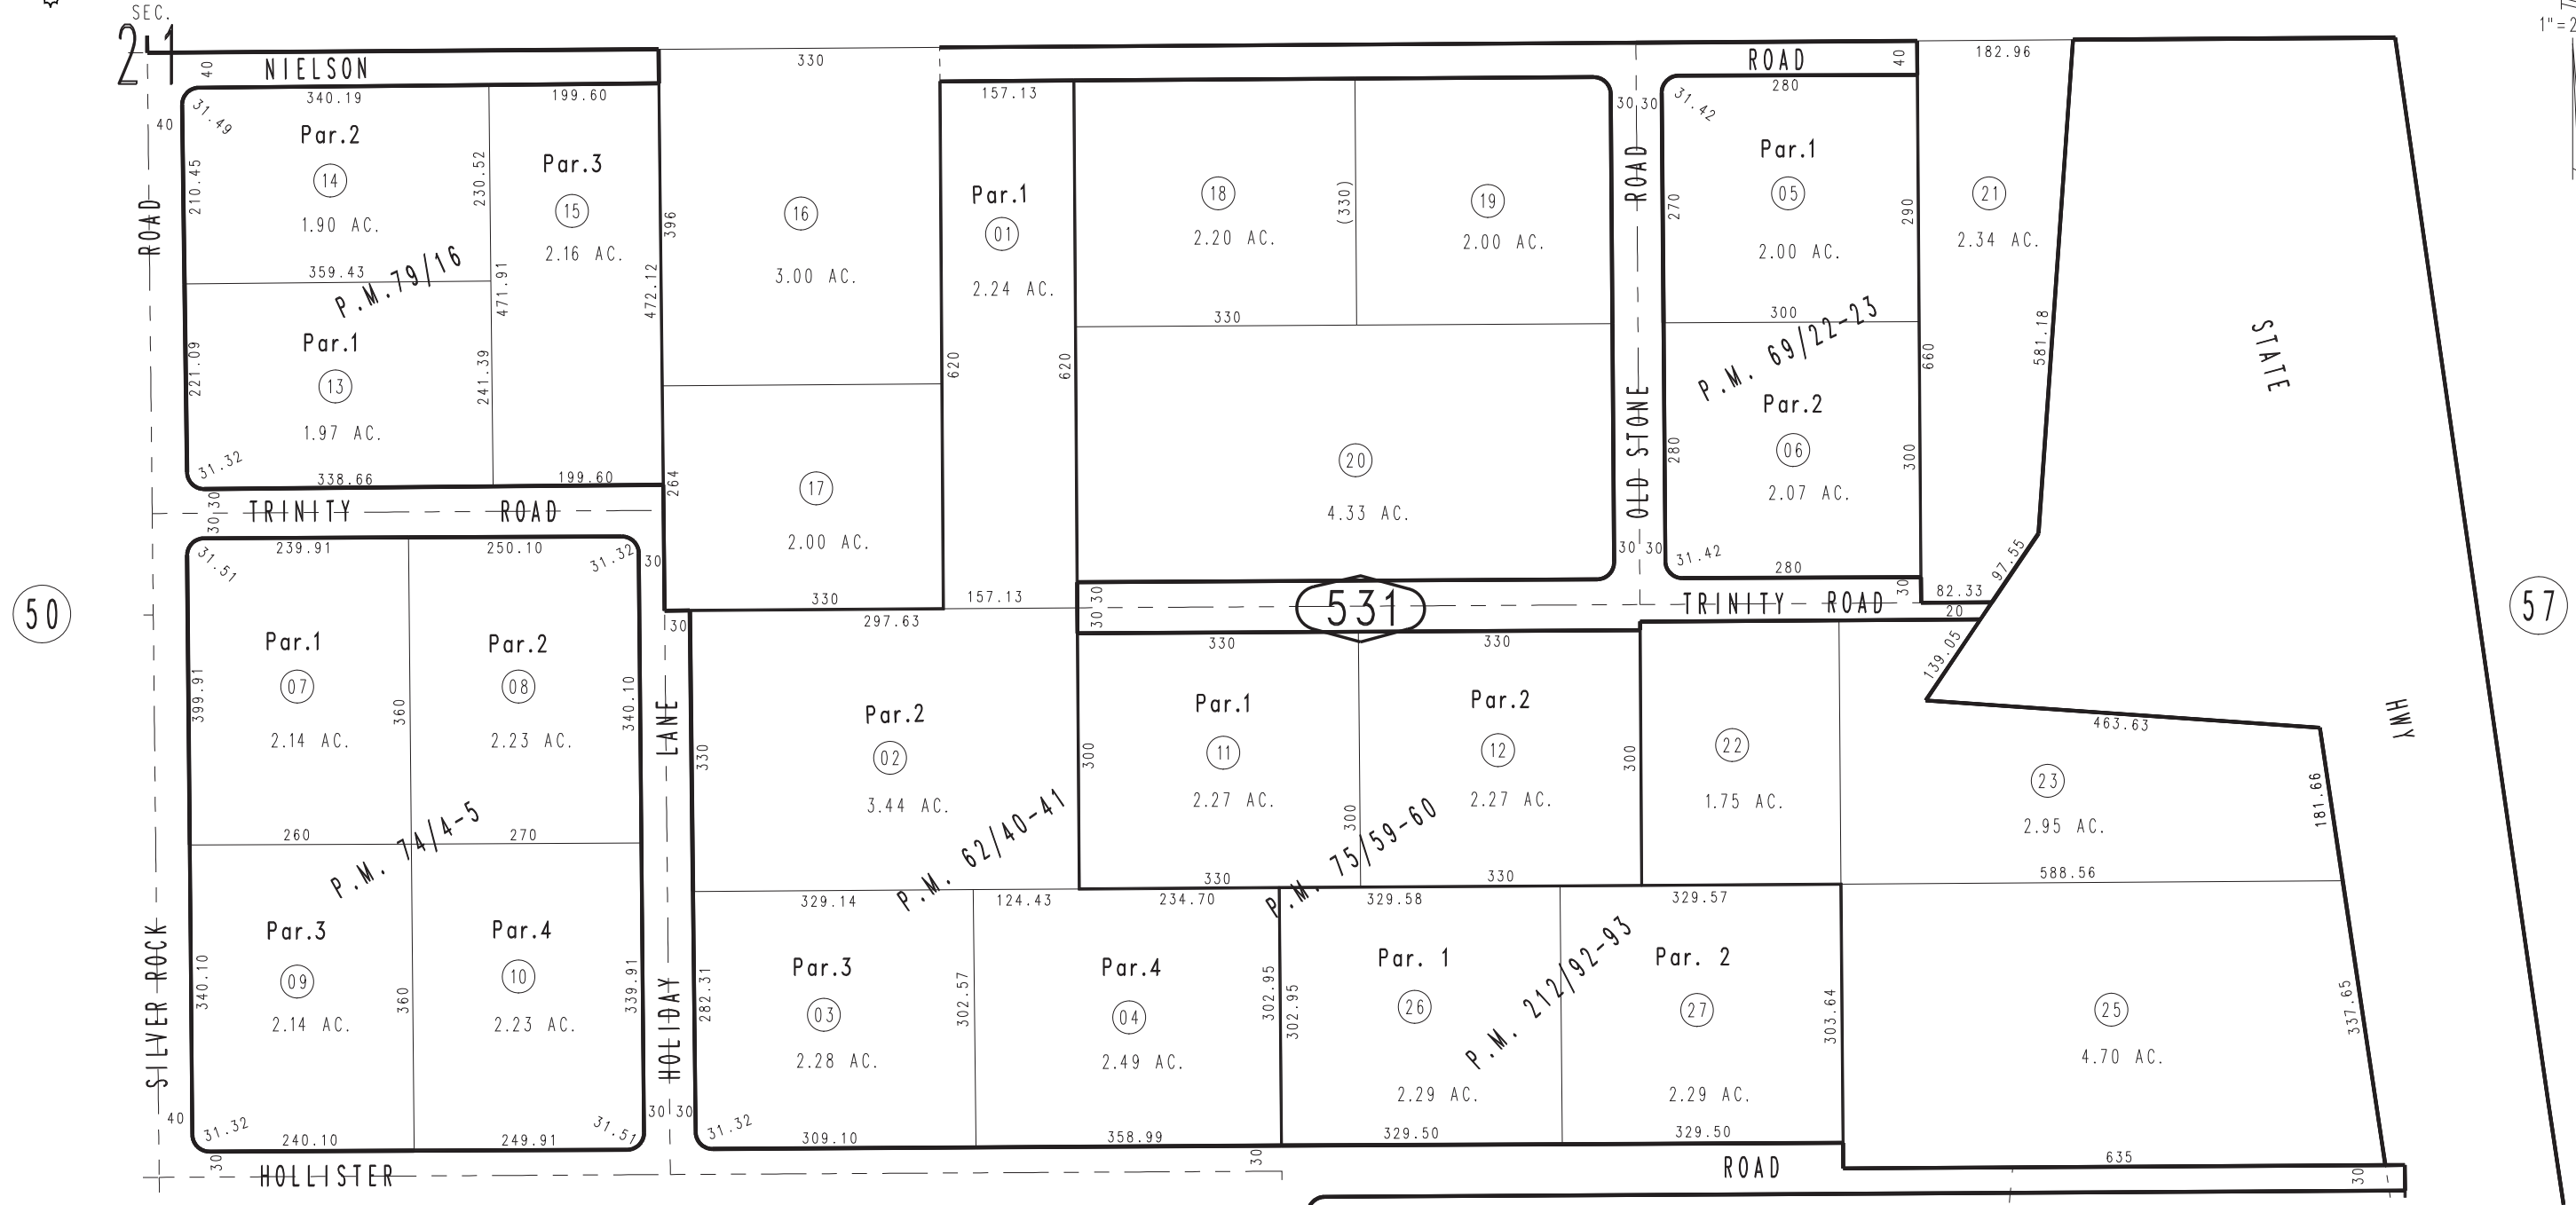 SEC.
21
1"=2
NIELSON
ROAD
40
330
40
182.96
340.19
199.60
157.13
280
31.49
40
30 30
31.42
Par.2
14
1.90 AC.
210.45
230.52
359.43
P.M.79/16
Par.3
15
2.16 AC.
471.91
472.12
Par.1
13
1.97 AC.
221.09
241.39
31.32
338.66
199.60
396
16
3.00 AC.
264
17
2.00 AC.
330
Par.1
01
2.24 AC.
620
620
157.13
18
2.20 AC.
(330)
19
2.00 AC.
330
20
4.33 AC.
OLD STONE ROAD
30 30
Par.1
05
2.00 AC.
270
290
300
P.M. 69/22-23
Par.2
06
2.07 AC.
280
300
31.42
280
30
21
2.34 AC.
660
581.18
97.55
82.33
20
139.05
STATE
HWY
30 30
TRINITY ROAD
30 30
531
TRINITY ROAD
50
57
SILVER ROCK ROAD
31.51
239.91
250.10
31.32
30
Par.1
07
2.14 AC.
399.91
360
260
Par.2
08
2.23 AC.
340.10
270
P.M. 74/4-5
Par.3
09
2.14 AC.
340.10
360
Par.4
10
2.23 AC.
339.91
40
31.32
240.10
249.91
31.51
30
HOLIDAY LANE
30
30 30
297.63
Par.2
02
3.44 AC.
330
P.M. 62/40-41
329.14
124.43
234.70
Par.3
03
2.28 AC.
282.31
302.57
31.32
309.10
Par.4
04
2.49 AC.
302.95
358.99
330
330
Par.1
11
2.27 AC.
300
300
330
Par.2
12
2.27 AC.
300
330
P.M. 75/59-60
22
1.75 AC.
463.63
23
2.95 AC.
181.66
588.56
329.58
329.57
Par. 1
26
2.29 AC.
302.95
329.50
P.M. 212/92-93
Par. 2
27
2.29 AC.
303.64
329.50
25
4.70 AC.
337.65
635
30
30
HOLLISTER
ROAD